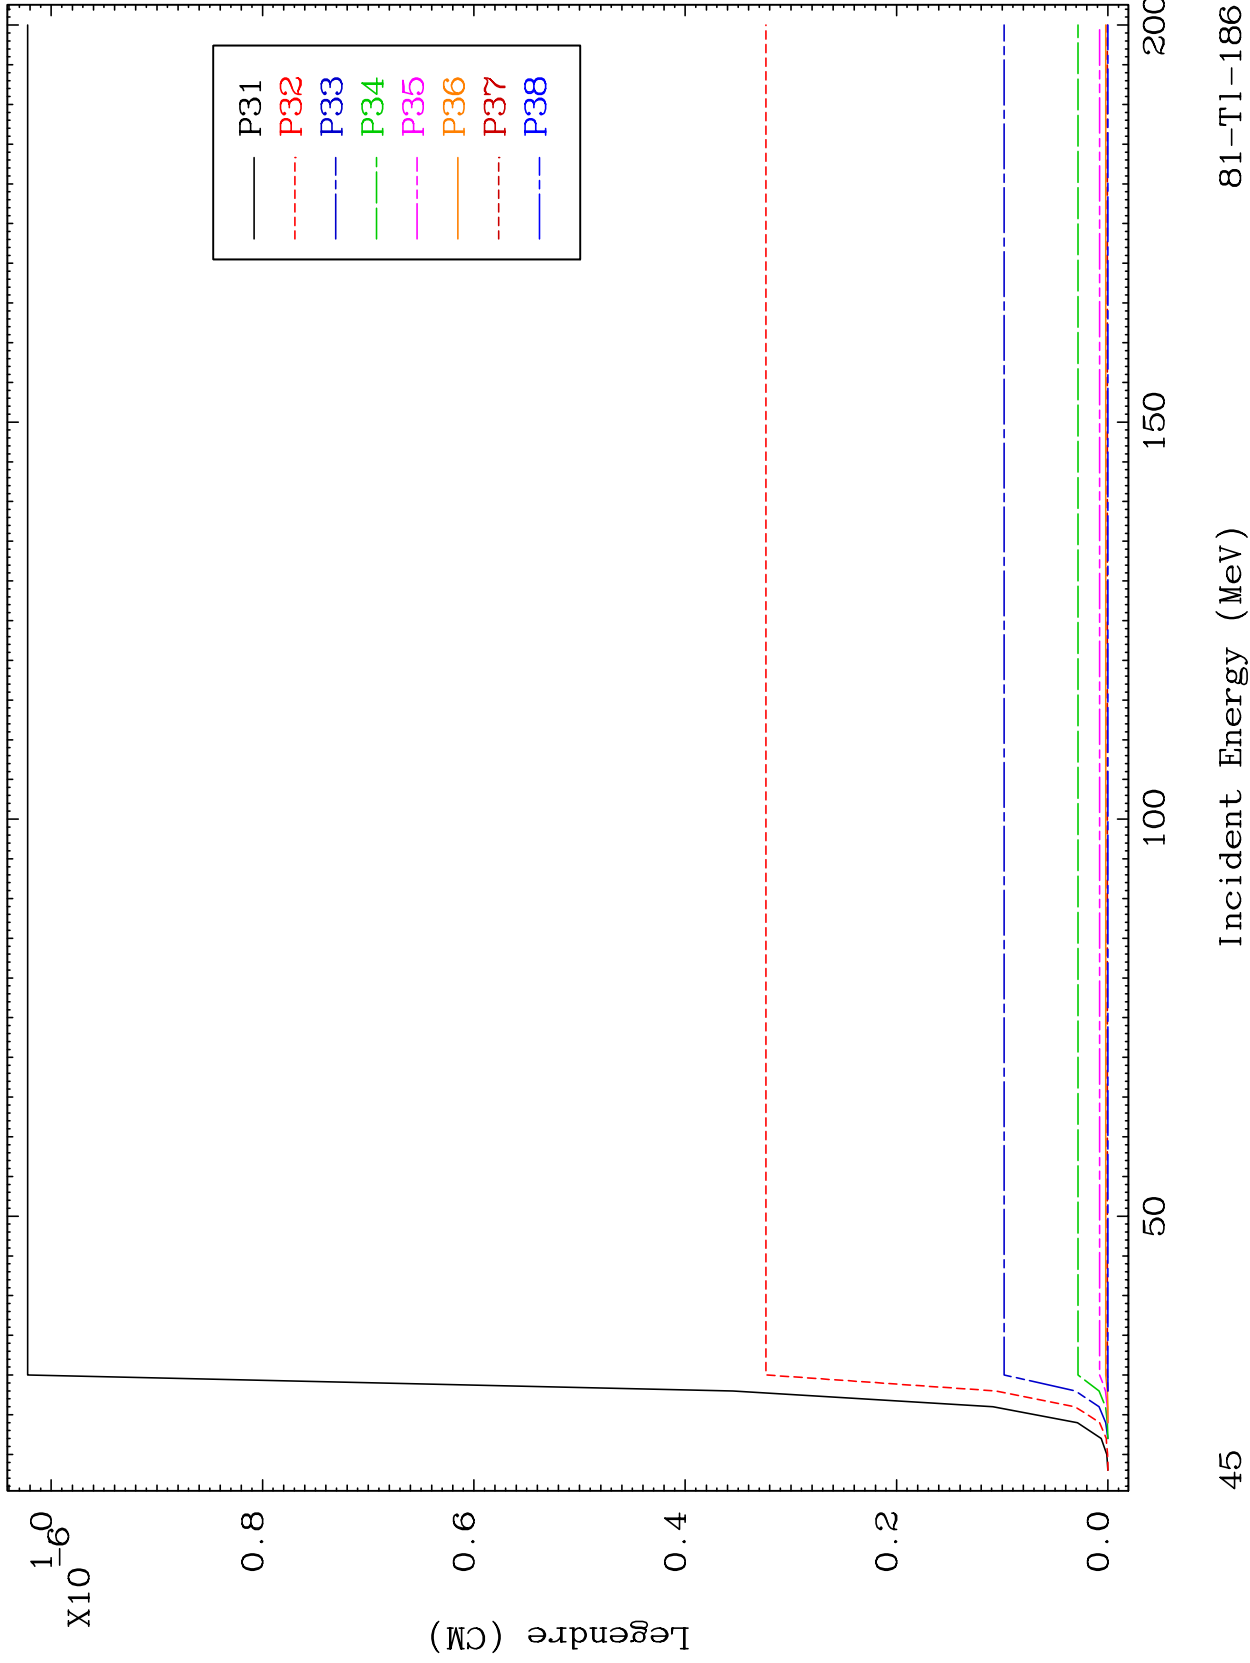 X10
-6
1.0
0.8
0.6
0.4
0.2
0.0
Legendre (CM)
P31
P32
P33
P34
P35
P36
P37
P38
50
100
150
200
45
Incident Energy (MeV)
81-Tl-186